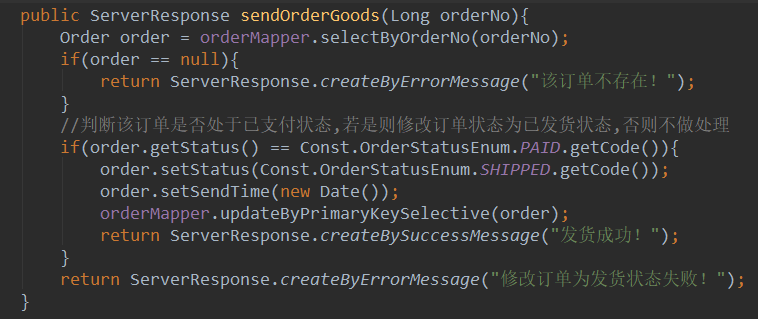 public ServerResponse sendOrderGoods(Long orderNo){
Order order = orderMapper.selectByOrderNo(orderNo);
if(order == null){
return ServerResponse.createByErrorMessage("该订单不存在！");
}
//判断该订单是否处于已支付状态,若是则修改订单状态为已发货状态,否则不做处理
if(order.getStatus() == Const.OrderStatusEnum.PAID.getCode()){
order.setStatus(Const.OrderStatusEnum.SHIPPED.getCode());
order.setSendTime(new Date());
orderMapper.updateByPrimaryKeySelective(order);
return ServerResponse.createBySuccessMessage("发货成功！");
}
return ServerResponse.createByErrorMessage("修改订单为发货状态失败！");
}